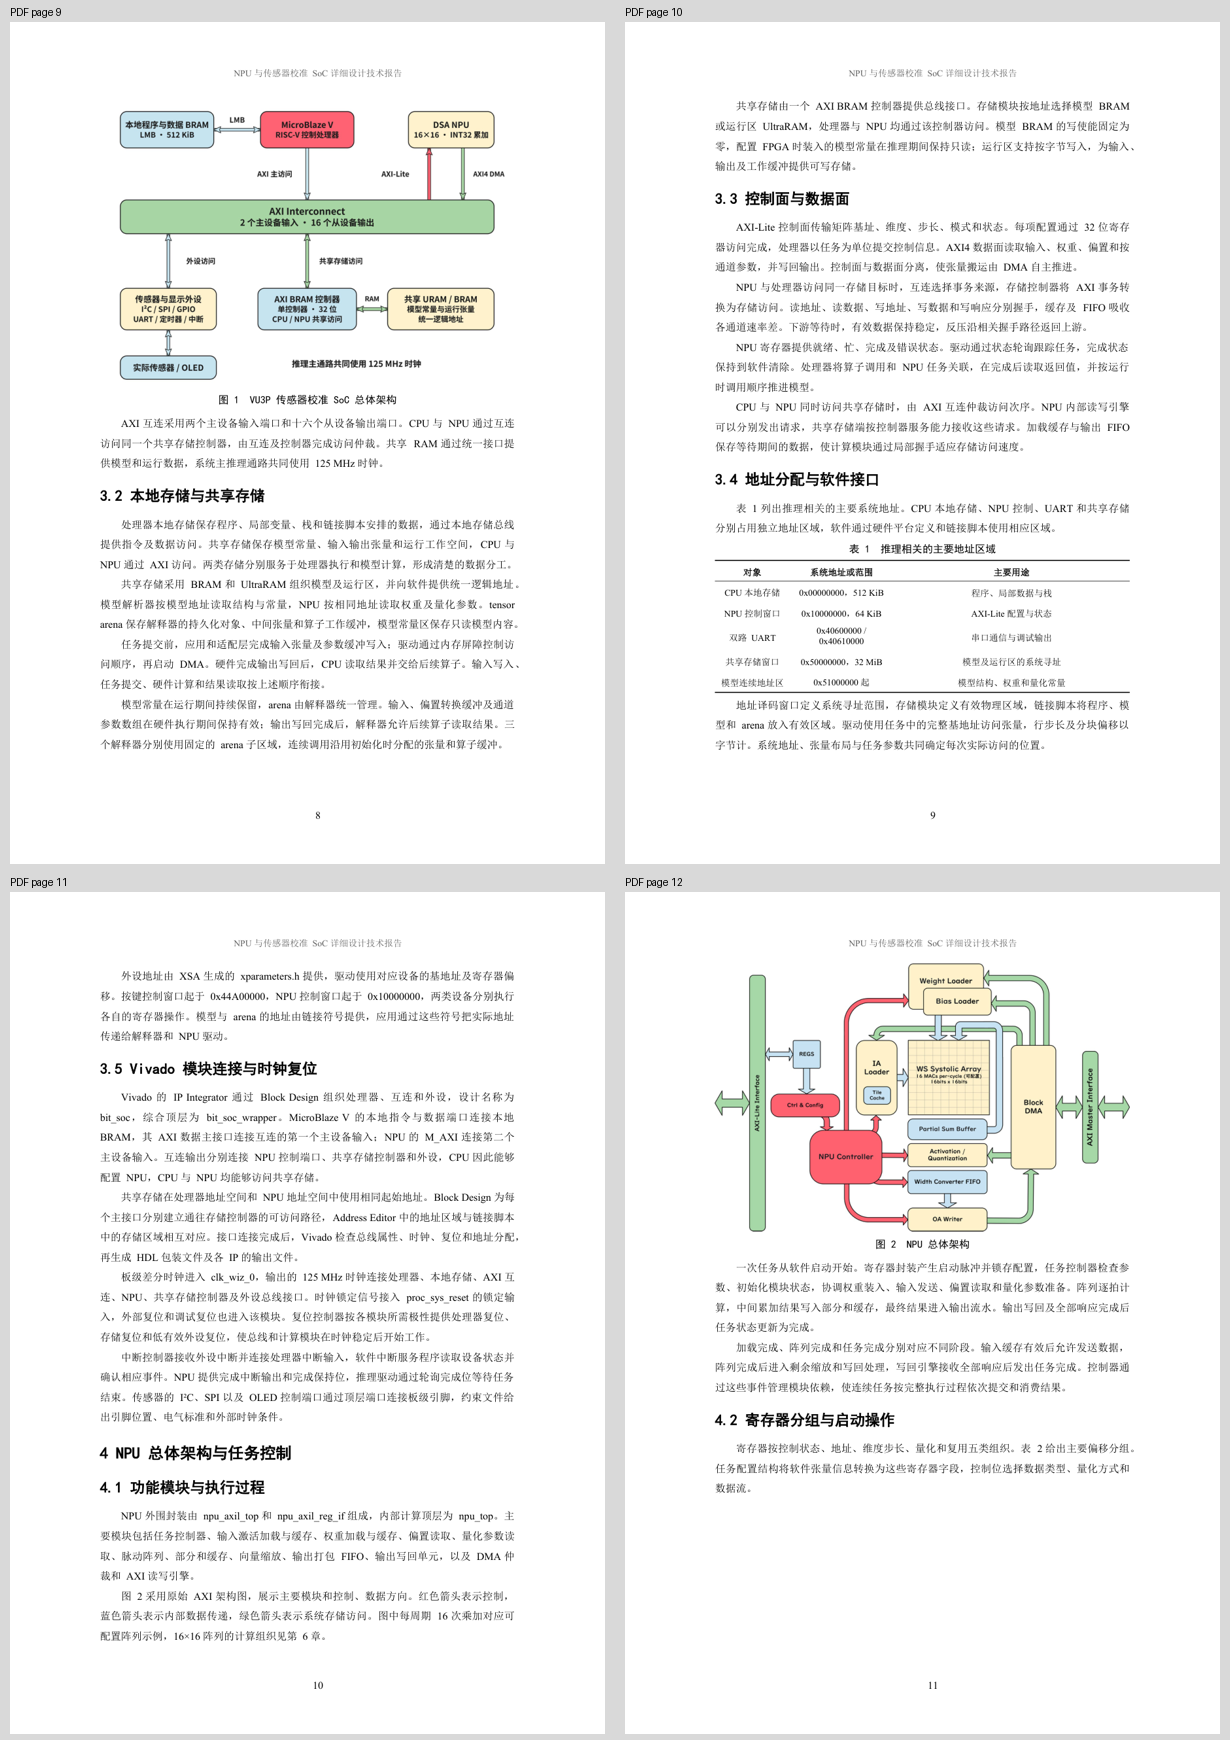 PDF page 9
NPU 与传感器校准 SoC 详细设计技术报告
本地程序与数据 BRAM
LMB · 512 KiB
LMB
MicroBlaze V
RISC-V 控制处理器
DSA NPU
16×16 · INT32 累加
AXI 主访问
AXI-Lite
AXI4 DMA
AXI Interconnect
2 个主设备输入 · 16 个从设备输出
外设访问
共享存储访问
传感器与显示外设
I²C / SPI / GPIO
UART / 定时器 / 中断
AXI BRAM 控制器
单控制器 · 32 位
CPU / NPU 共享访问
RAM
共享 URAM / BRAM
模型常量与运行张量
统一逻辑地址
实际传感器 / OLED
推理主通路共同使用 125 MHz 时钟
图 1 VU3P 传感器校准 SoC 总体架构
AXI 互连采用两个主设备输入端口和十六个从设备输出端口。CPU 与 NPU 通过互连
访问同一个共享存储控制器，由互连及控制器完成访问仲裁。共享 RAM 通过统一接口提
供模型和运行数据，系统主推理通路共同使用 125 MHz 时钟。
3.2 本地存储与共享存储
处理器本地存储保存程序、局部变量、栈和链接脚本安排的数据，通过本地存储总线
提供指令及数据访问。共享存储保存模型常量、输入输出张量和运行工作空间，CPU 与
NPU 通过 AXI 访问。两类存储分别服务于处理器执行和模型计算，形成清楚的数据分工。
共享存储采用 BRAM 和 UltraRAM 组织模型及运行区，并向软件提供统一逻辑地址。
模型解析器按模型地址读取结构与常量，NPU 按相同地址读取权重及量化参数。tensor
arena 保存解释器的持久化对象、中间张量和算子工作缓冲，模型常量区保存只读模型内容。
任务提交前，应用和适配层完成输入张量及参数缓冲写入；驱动通过内存屏障控制访
问顺序，再启动 DMA。硬件完成输出写回后，CPU 读取结果并交给后续算子。输入写入、
任务提交、硬件计算和结果读取按上述顺序衔接。
模型常量在运行期间持续保留，arena 由解释器统一管理。输入、偏置转换缓冲及通道
参数数组在硬件执行期间保持有效；输出写回完成后，解释器允许后续算子读取结果。三
个解释器分别使用固定的 arena 子区域，连续调用沿用初始化时分配的张量和算子缓冲。
8
PDF page 10
NPU 与传感器校准 SoC 详细设计技术报告
共享存储由一个 AXI BRAM 控制器提供总线接口。存储模块按地址选择模型 BRAM
或运行区 UltraRAM，处理器与 NPU 均通过该控制器访问。模型 BRAM 的写使能固定为
零，配置 FPGA 时装入的模型常量在推理期间保持只读；运行区支持按字节写入，为输入、
输出及工作缓冲提供可写存储。
3.3 控制面与数据面
AXI-Lite 控制面传输矩阵基址、维度、步长、模式和状态。每项配置通过 32 位寄存
器访问完成，处理器以任务为单位提交控制信息。AXI4 数据面读取输入、权重、偏置和按
通道参数，并写回输出。控制面与数据面分离，使张量搬运由 DMA 自主推进。
NPU 与处理器访问同一存储目标时，互连选择事务来源，存储控制器将 AXI 事务转
换为存储访问。读地址、读数据、写地址、写数据和写响应分别握手，缓存及 FIFO 吸收
各通道速率差。下游等待时，有效数据保持稳定，反压沿相关握手路径返回上游。
NPU 寄存器提供就绪、忙、完成及错误状态。驱动通过状态轮询跟踪任务，完成状态
保持到软件清除。处理器将算子调用和 NPU 任务关联，在完成后读取返回值，并按运行
时调用顺序推进模型。
CPU 与 NPU 同时访问共享存储时，由 AXI 互连仲裁访问次序。NPU 内部读写引擎
可以分别发出请求，共享存储端按控制器服务能力接收这些请求。加载缓存与输出 FIFO
保存等待期间的数据，使计算模块通过局部握手适应存储访问速度。
3.4 地址分配与软件接口
表 1 列出推理相关的主要系统地址。CPU 本地存储、NPU 控制、UART 和共享存储
分别占用独立地址区域，软件通过硬件平台定义和链接脚本使用相应区域。
表 1 推理相关的主要地址区域
对象 系统地址或范围 主要用途
CPU 本地存储 0x00000000，512 KiB 程序、局部数据与栈
NPU 控制窗口 0x10000000，64 KiB AXI-Lite 配置与状态
双路 UART 0x40600000 / 0x40610000 串口通信与调试输出
共享存储窗口 0x50000000，32 MiB 模型及运行区的系统寻址
模型连续地址区 0x51000000 起 模型结构、权重和量化常量
地址译码窗口定义系统寻址范围，存储模块定义有效物理区域，链接脚本将程序、模
型和 arena 放入有效区域。驱动使用任务中的完整基地址访问张量，行步长及分块偏移以
字节计。系统地址、张量布局与任务参数共同确定每次实际访问的位置。
9
PDF page 11
NPU 与传感器校准 SoC 详细设计技术报告
外设地址由 XSA 生成的 xparameters.h 提供，驱动使用对应设备的基地址及寄存器偏
移。按键控制窗口起于 0x44A00000，NPU 控制窗口起于 0x10000000，两类设备分别执行
各自的寄存器操作。模型与 arena 的地址由链接符号提供，应用通过这些符号把实际地址
传递给解释器和 NPU 驱动。
3.5 Vivado 模块连接与时钟复位
Vivado 的 IP Integrator 通过 Block Design 组织处理器、互连和外设，设计名称为
bit_soc，综合顶层为 bit_soc_wrapper。MicroBlaze V 的本地指令与数据端口连接本地
BRAM，其 AXI 数据主接口连接互连的第一个主设备输入；NPU 的 M_AXI 连接第二个
主设备输入。互连输出分别连接 NPU 控制端口、共享存储控制器和外设，CPU 因此能够
配置 NPU，CPU 与 NPU 均能够访问共享存储。
共享存储在处理器地址空间和 NPU 地址空间中使用相同起始地址。Block Design 为每
个主接口分别建立通往存储控制器的可访问路径，Address Editor 中的地址区域与链接脚本
中的存储区域相互对应。接口连接完成后，Vivado 检查总线属性、时钟、复位和地址分配，
再生成 HDL 包装文件及各 IP 的输出文件。
板级差分时钟进入 clk_wiz_0，输出的 125 MHz 时钟连接处理器、本地存储、AXI 互
连、NPU、共享存储控制器及外设总线接口。时钟锁定信号接入 proc_sys_reset 的锁定输
入，外部复位和调试复位也进入该模块。复位控制器按各模块所需极性提供处理器复位、
存储复位和低有效外设复位，使总线和计算模块在时钟稳定后开始工作。
中断控制器接收外设中断并连接处理器中断输入，软件中断服务程序读取设备状态并
确认相应事件。NPU 提供完成中断输出和完成保持位，推理驱动通过轮询完成位等待任务
结束。传感器的 I²C、SPI 以及 OLED 控制端口通过顶层端口连接板级引脚，约束文件给
出引脚位置、电气标准和外部时钟条件。
4 NPU 总体架构与任务控制
4.1 功能模块与执行过程
NPU 外围封装由 npu_axil_top 和 npu_axil_reg_if 组成，内部计算顶层为 npu_top。主
要模块包括任务控制器、输入激活加载与缓存、权重加载与缓存、偏置读取、量化参数读
取、脉动阵列、部分和缓存、向量缩放、输出打包 FIFO、输出写回单元，以及 DMA 仲
裁和 AXI 读写引擎。
图 2 采用原始 AXI 架构图，展示主要模块和控制、数据方向。红色箭头表示控制，
蓝色箭头表示内部数据传递，绿色箭头表示系统存储访问。图中每周期 16 次乘加对应可
配置阵列示例，16×16 阵列的计算组织见第 6 章。
10
PDF page 12
NPU 与传感器校准 SoC 详细设计技术报告
AXI-Lite Interface
REGS
Ctrl & Config
NPU Controller
Weight Loader
Bias Loader
IA
Loader
Tile
Cache
WS Systolic Array
16 MACs per-cycle (可配置)
16bits x 16bits
Partial Sum Buffer
Activation /
Quantization
Width Converter FIFO
OA Writer
Block
DMA
AXI Master Interface
图 2 NPU 总体架构
一次任务从软件启动开始。寄存器封装产生启动脉冲并锁存配置，任务控制器检查参
数、初始化模块状态，协调权重装入、输入发送、偏置读取和量化参数准备。阵列逐拍计
算，中间累加结果写入部分和缓存，最终结果进入输出流水。输出写回及全部响应完成后
任务状态更新为完成。
加载完成、阵列完成和任务完成分别对应不同阶段。输入缓存有效后允许发送数据，
阵列完成后进入剩余缩放和写回处理，写回引擎接收全部响应后发出任务完成。控制器通
过这些事件管理模块依赖，使连续任务按完整执行过程依次提交和消费结果。
4.2 寄存器分组与启动操作
寄存器按控制状态、地址、维度步长、量化和复用五类组织。表 2 给出主要偏移分组。
任务配置结构将软件张量信息转换为这些寄存器字段，控制位选择数据类型、量化方式和
数据流。
11